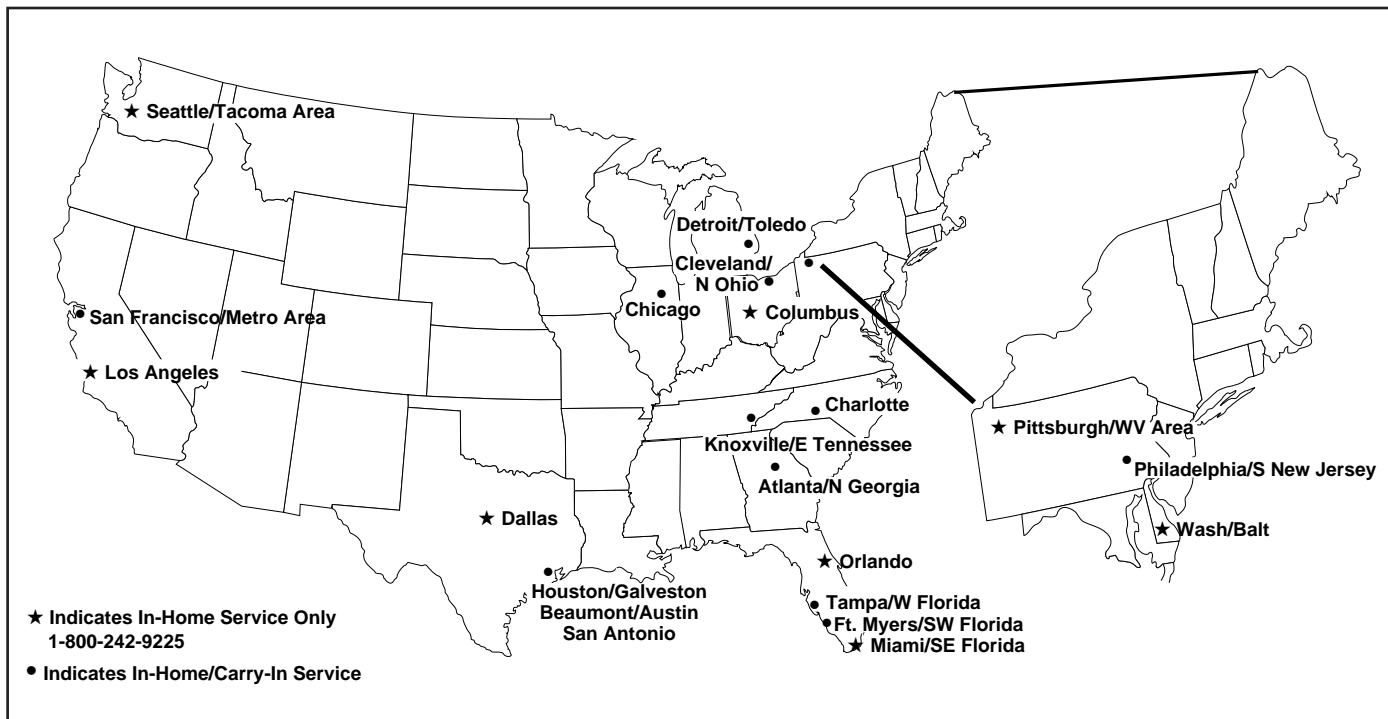 ★ Seattle/Tacoma Area
Detroit/Toledo
Cleveland/
N Ohio
Chicago
★ Columbus
San Francisco/Metro Area
★ Los Angeles
Charlotte
Knoxville/E Tennessee
Atlanta/N Georgia
★ Pittsburgh/WV Area
Philadelphia/S New Jersey
★ Wash/Balt
★ Dallas
★ Orlando
Houston/Galveston
Beaumont/Austin
San Antonio
Tampa/W Florida
Ft. Myers/SW Florida
★ Miami/SE Florida
★ Indicates In-Home Service Only
1-800-242-9225
• Indicates In-Home/Carry-In Service